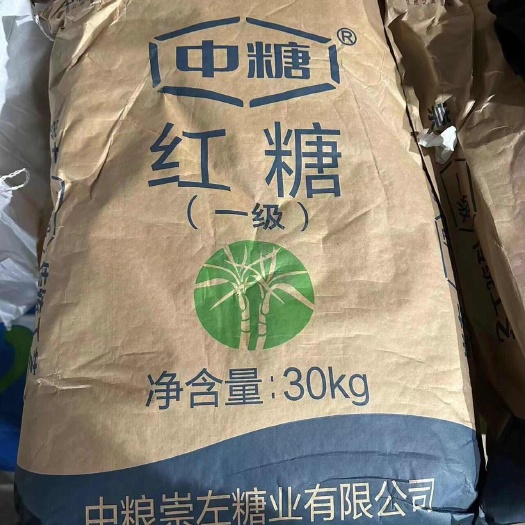 中糖®
红糖
（一级）
净含量:30kg
中粮崇左糖业有限公司